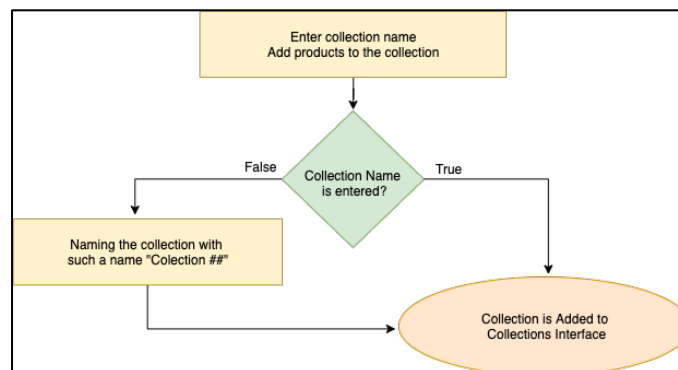 Enter collection name
Add products to the collection
Collection Name
is entered?
False
True
Naming the collection with
such a name "Colection ##"
Collection is Added to
Collections Interface